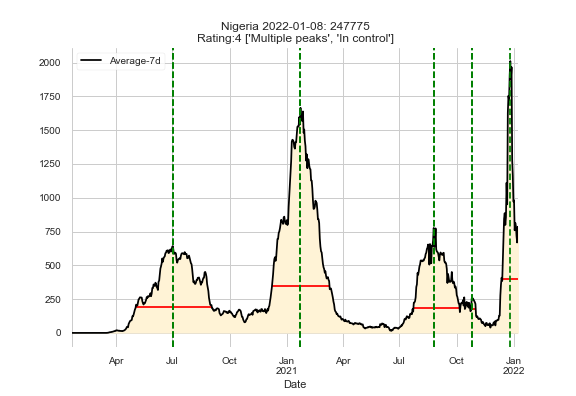 Nigeria 2022-01-08: 247775
Rating:4 ['Multiple peaks', 'In control']
Average-7d
2000
1750
1500
1250
1000
750
500
250
0
Apr
Jul
Oct
Jan
2021
Apr
Jul
Oct
Jan
2022
Date